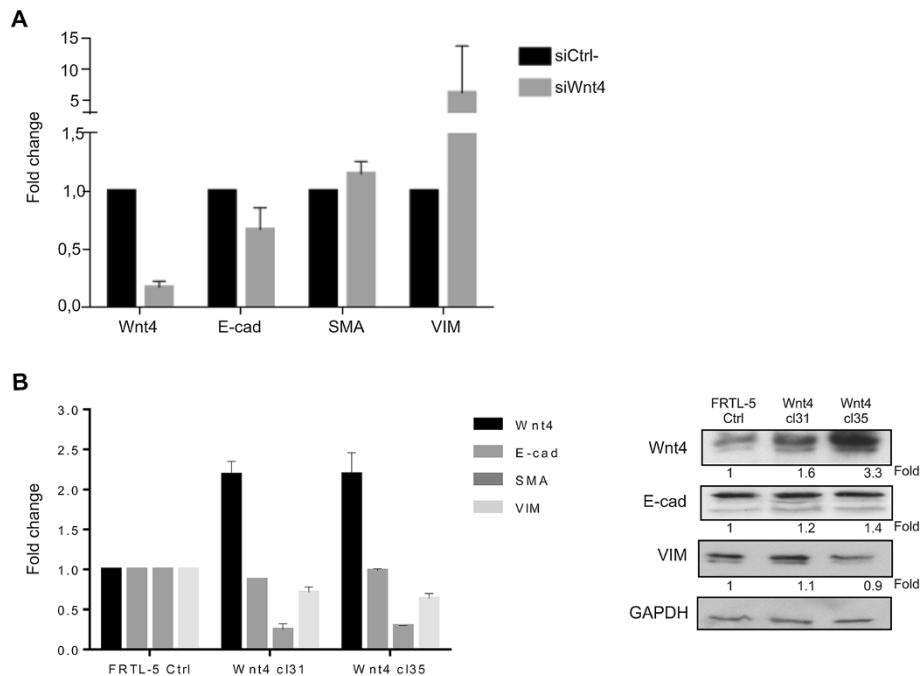 A
Fold change
15
10
5
1,5
1,0
0,5
0,0
Wnt4 E-cad SMA VIM
siCtrl-
siWnt4
B
Fold change
3.0
2.5
2.0
1.0
0.5
0.0
FRTL-5 Ctrl Wnt4 cl31 Wnt4 cl35
Wnt4
E-cad
SMA
VIM
FRTL-5 Wnt4 Wnt4
Ctrl cl31 cl35
Wnt4
1 1.6 3.3 Fold
E-cad
1 1.2 1.4
VIM
1 1.1 0.9 Fold
GAPDH